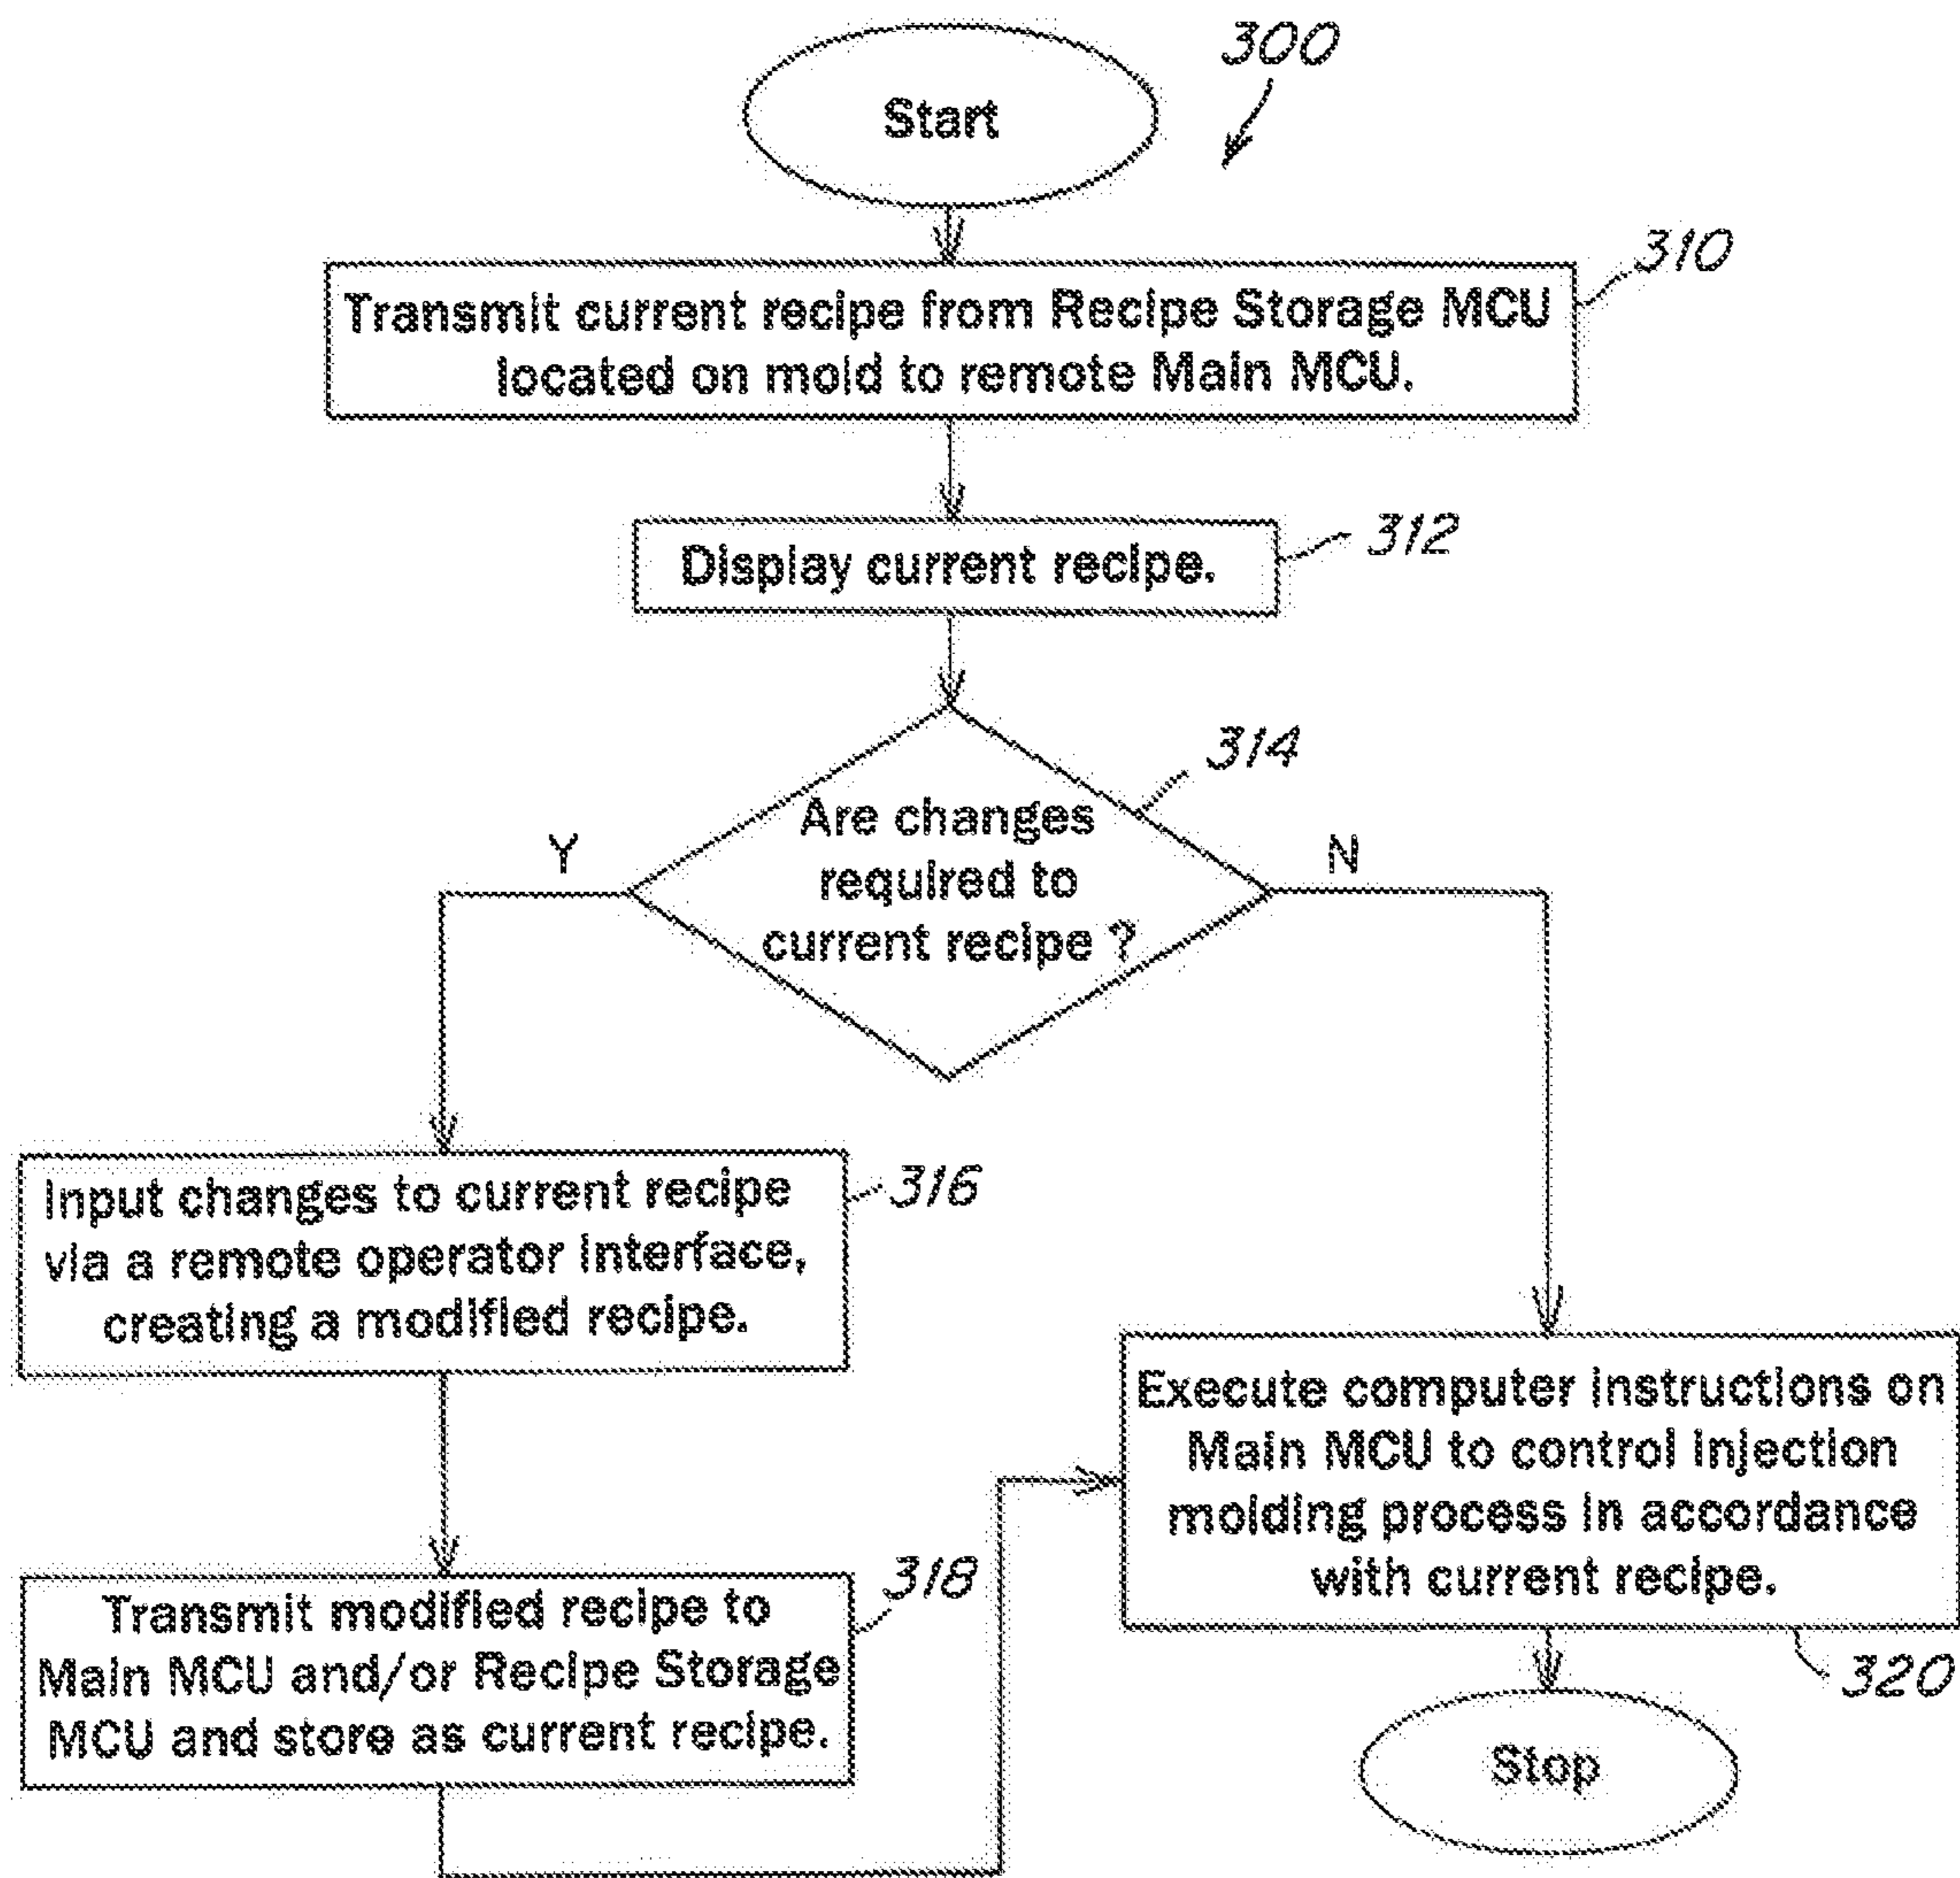 Start
300
310
Transmit current recipe from Recipe Storage MCU
located on mold to remote Main MCU.
312
Display current recipe.
314
Are changes
required to
current recipe ?
Y
N
316
Input changes to current recipe
via a remote operator interface,
creating a modified recipe.
318
Transmit modified recipe to
Main MCU and/or Recipe Storage
MCU and store as current recipe.
Execute computer instructions on
Main MCU to control injection
molding process in accordance
with current recipe.
320
Stop